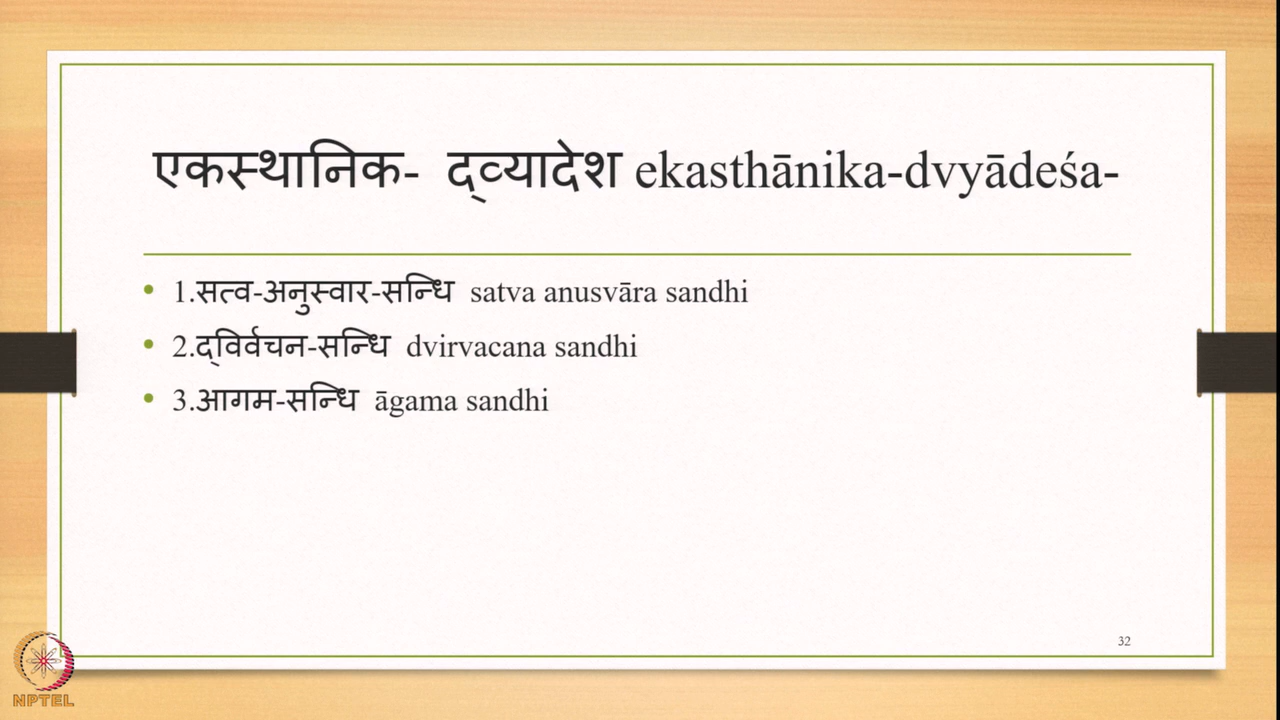 एकस्थानिक- द्‌व्यादेश ekasthānika-dvyādeśa-
• 1.सत्व-अनुस्वार-सन्धि satva anusvāra sandhi
• 2.द्‌विर्वचन-सन्धि dvirvacana sandhi
• 3.आगम-सन्धि āgama sandhi
32
NPTEL